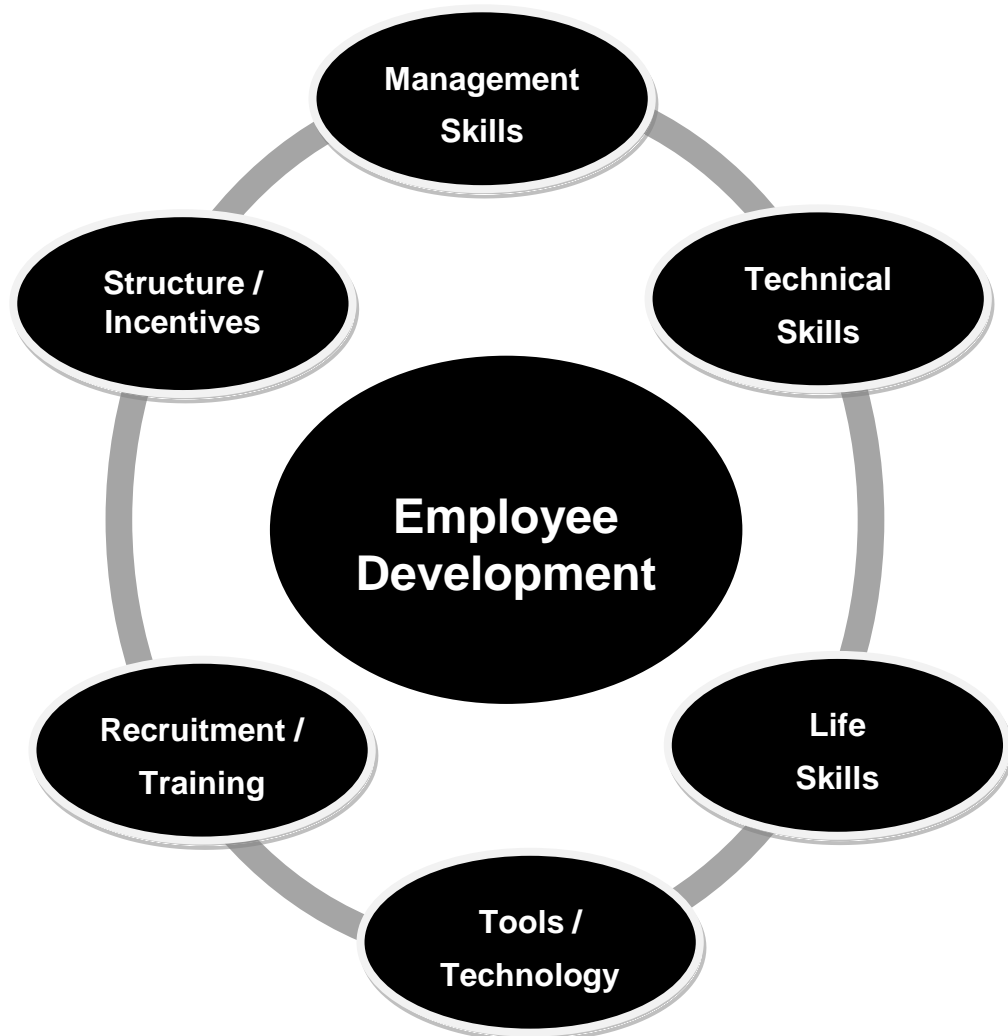 Management
Skills
Structure /
Incentives
Technical
Skills
Employee
Development
Recruitment /
Training
Life
Skills
Tools /
Technology